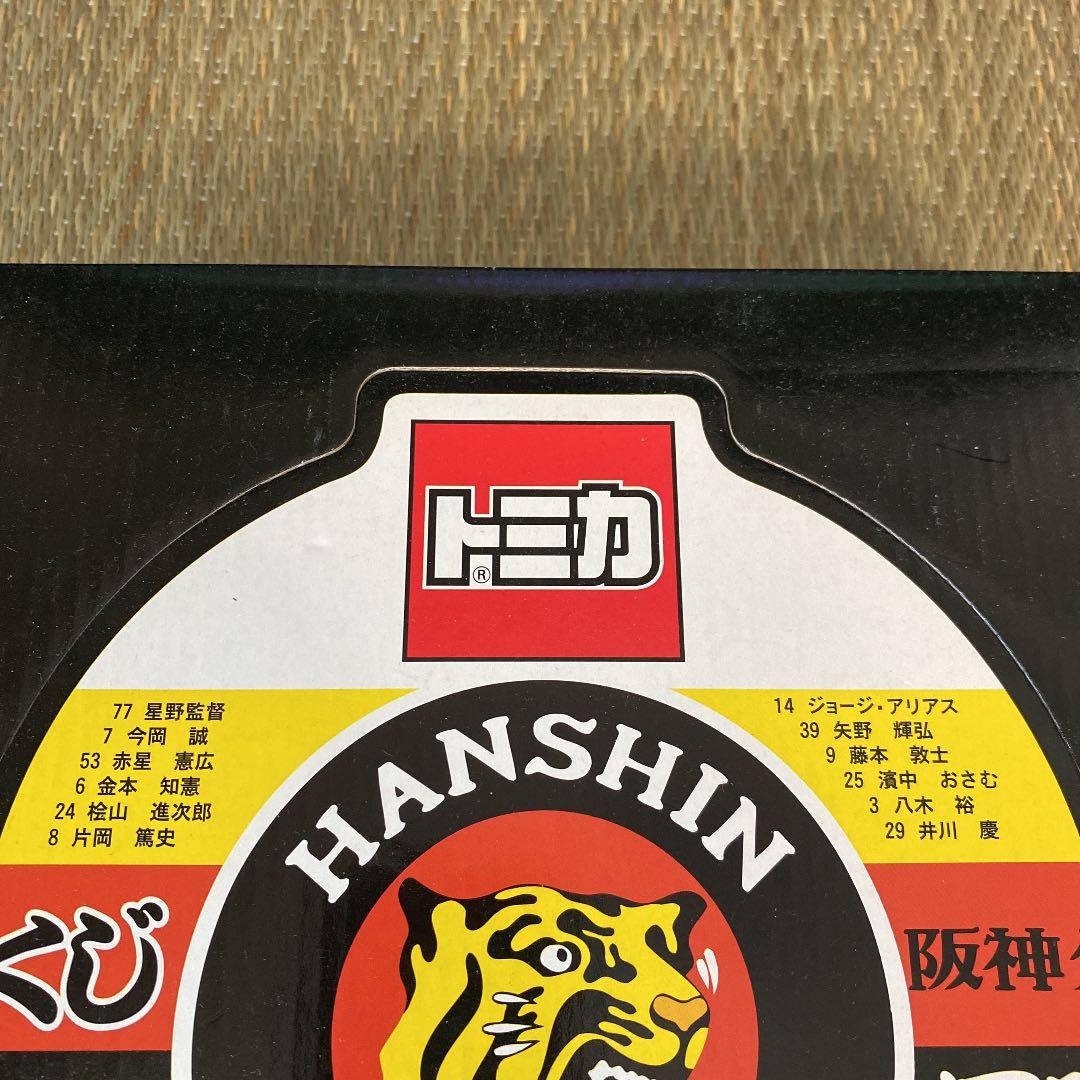 トミカ®
77 星野監督
7 今岡 誠
53 赤星 憲広
6 金本 知憲
24 桧山 進次郎
8 片岡 篤史
14 ジョージ・アリアス
39 矢野 輝弘
9 藤本 敦士
25 濱中 おさむ
3 八木 裕
29 井川 慶
HANSHIN
くじ
阪神